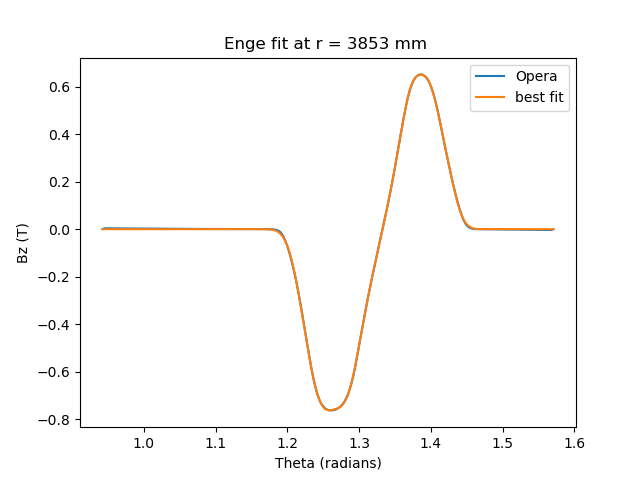 Enge fit at r = 3853 mm
Opera
best fit
Bz (T)
0.6
0.4
0.2
0.0
−0.2
−0.4
−0.6
−0.8
1.0 1.1 1.2 1.3 1.4 1.5 1.6
Theta (radians)